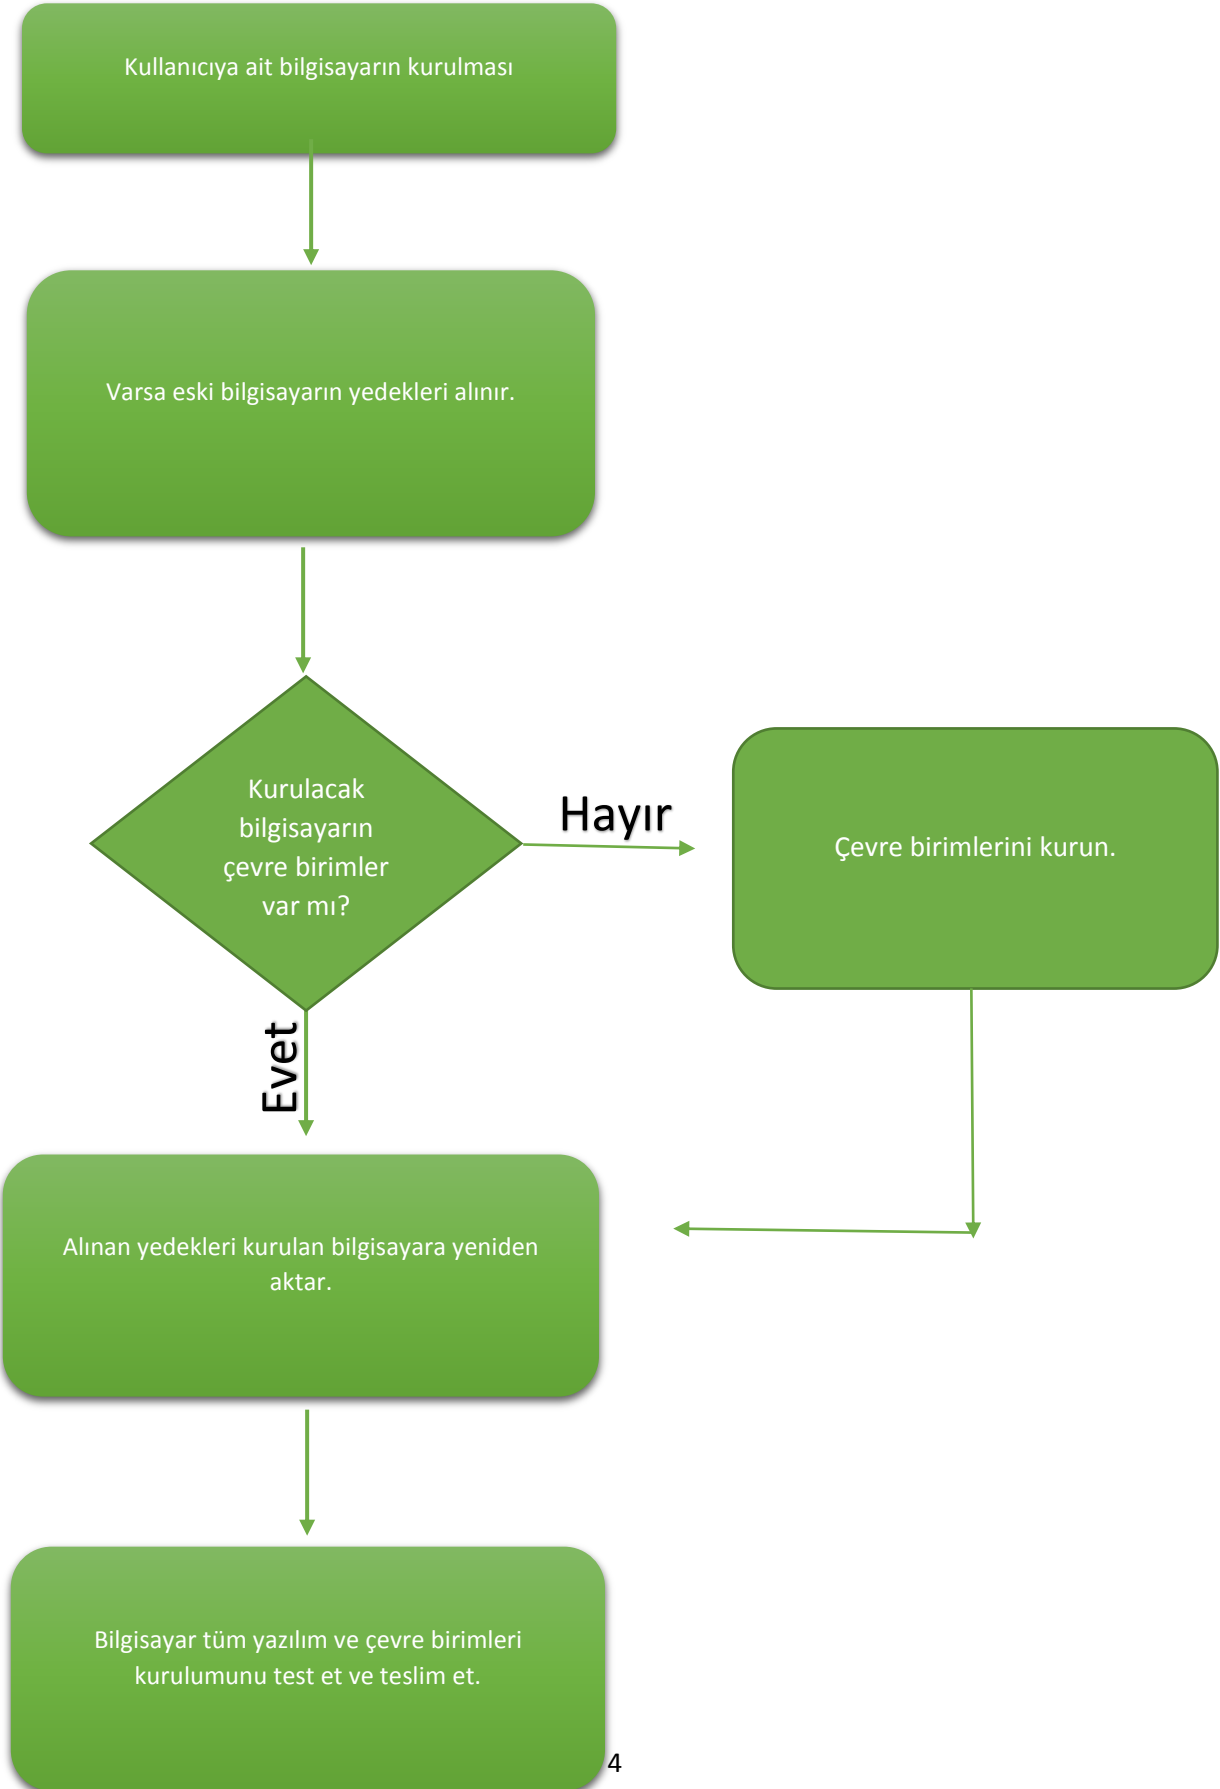 Kullanıcıya ait bilgisayarın kurulması
Varsa eski bilgisayarın yedekleri alınır.
Kurulacak
bilgisayarın
çevre birimler
var mı?
Hayır
Çevre birimlerini kurun.
Evet
Alınan yedekleri kurulan bilgisayara yeniden
aktar.
Bilgisayar tüm yazılım ve çevre birimleri
kurulumunu test et ve teslim et.
4